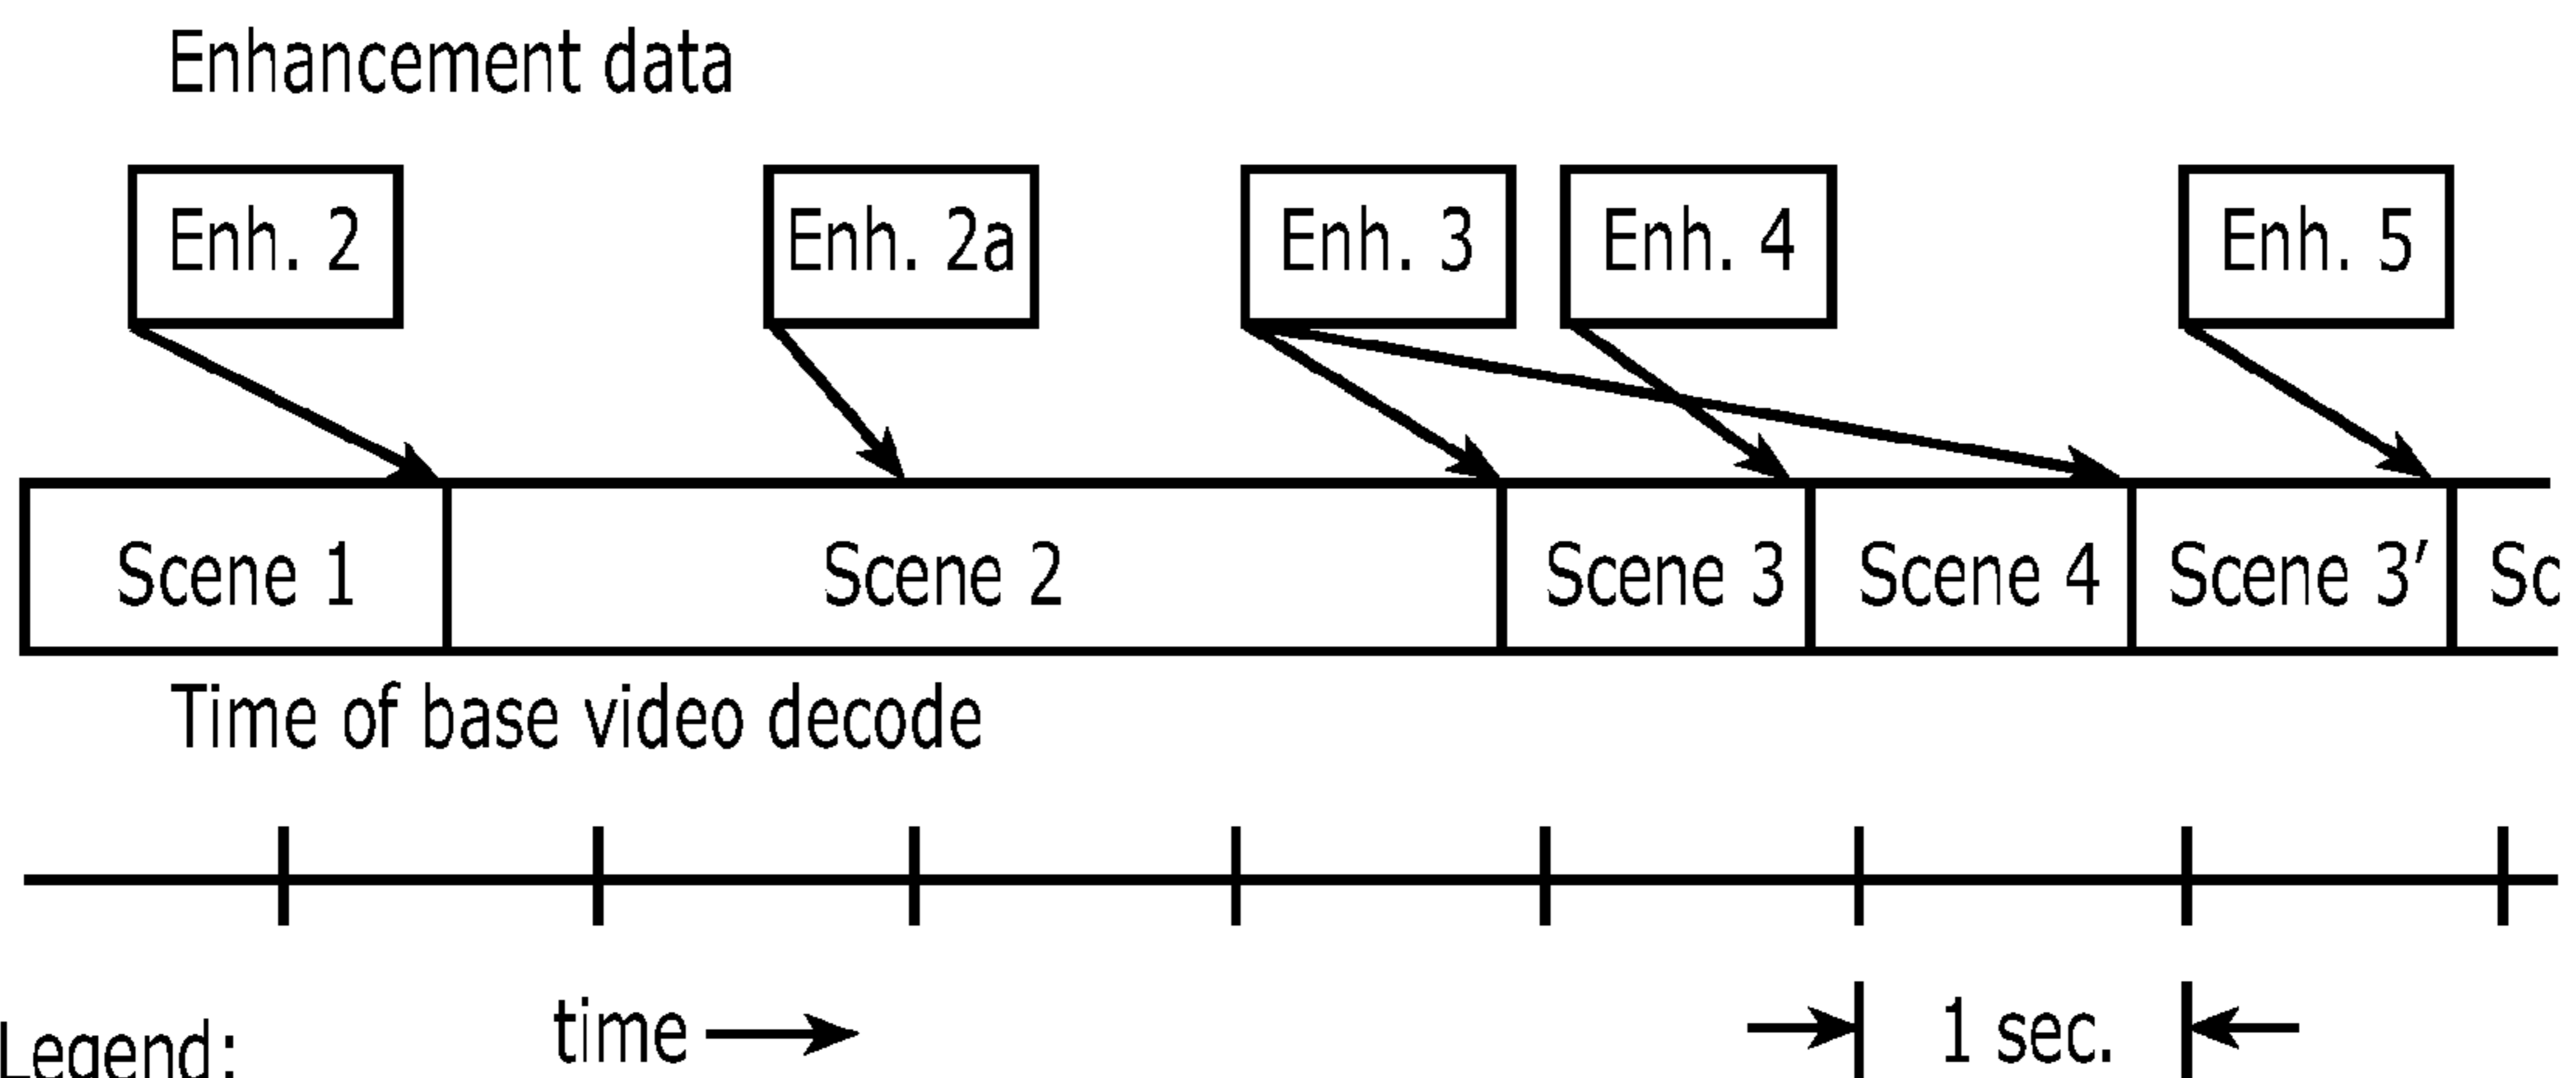 Enhancement data
Enh. 2 Enh. 2a Enh. 3 Enh. 4 Enh. 5
Scene 1 Scene 2 Scene 3 Scene 4 Scene 3′ Sc
Time of base video decode
time 1 sec.
Legend: